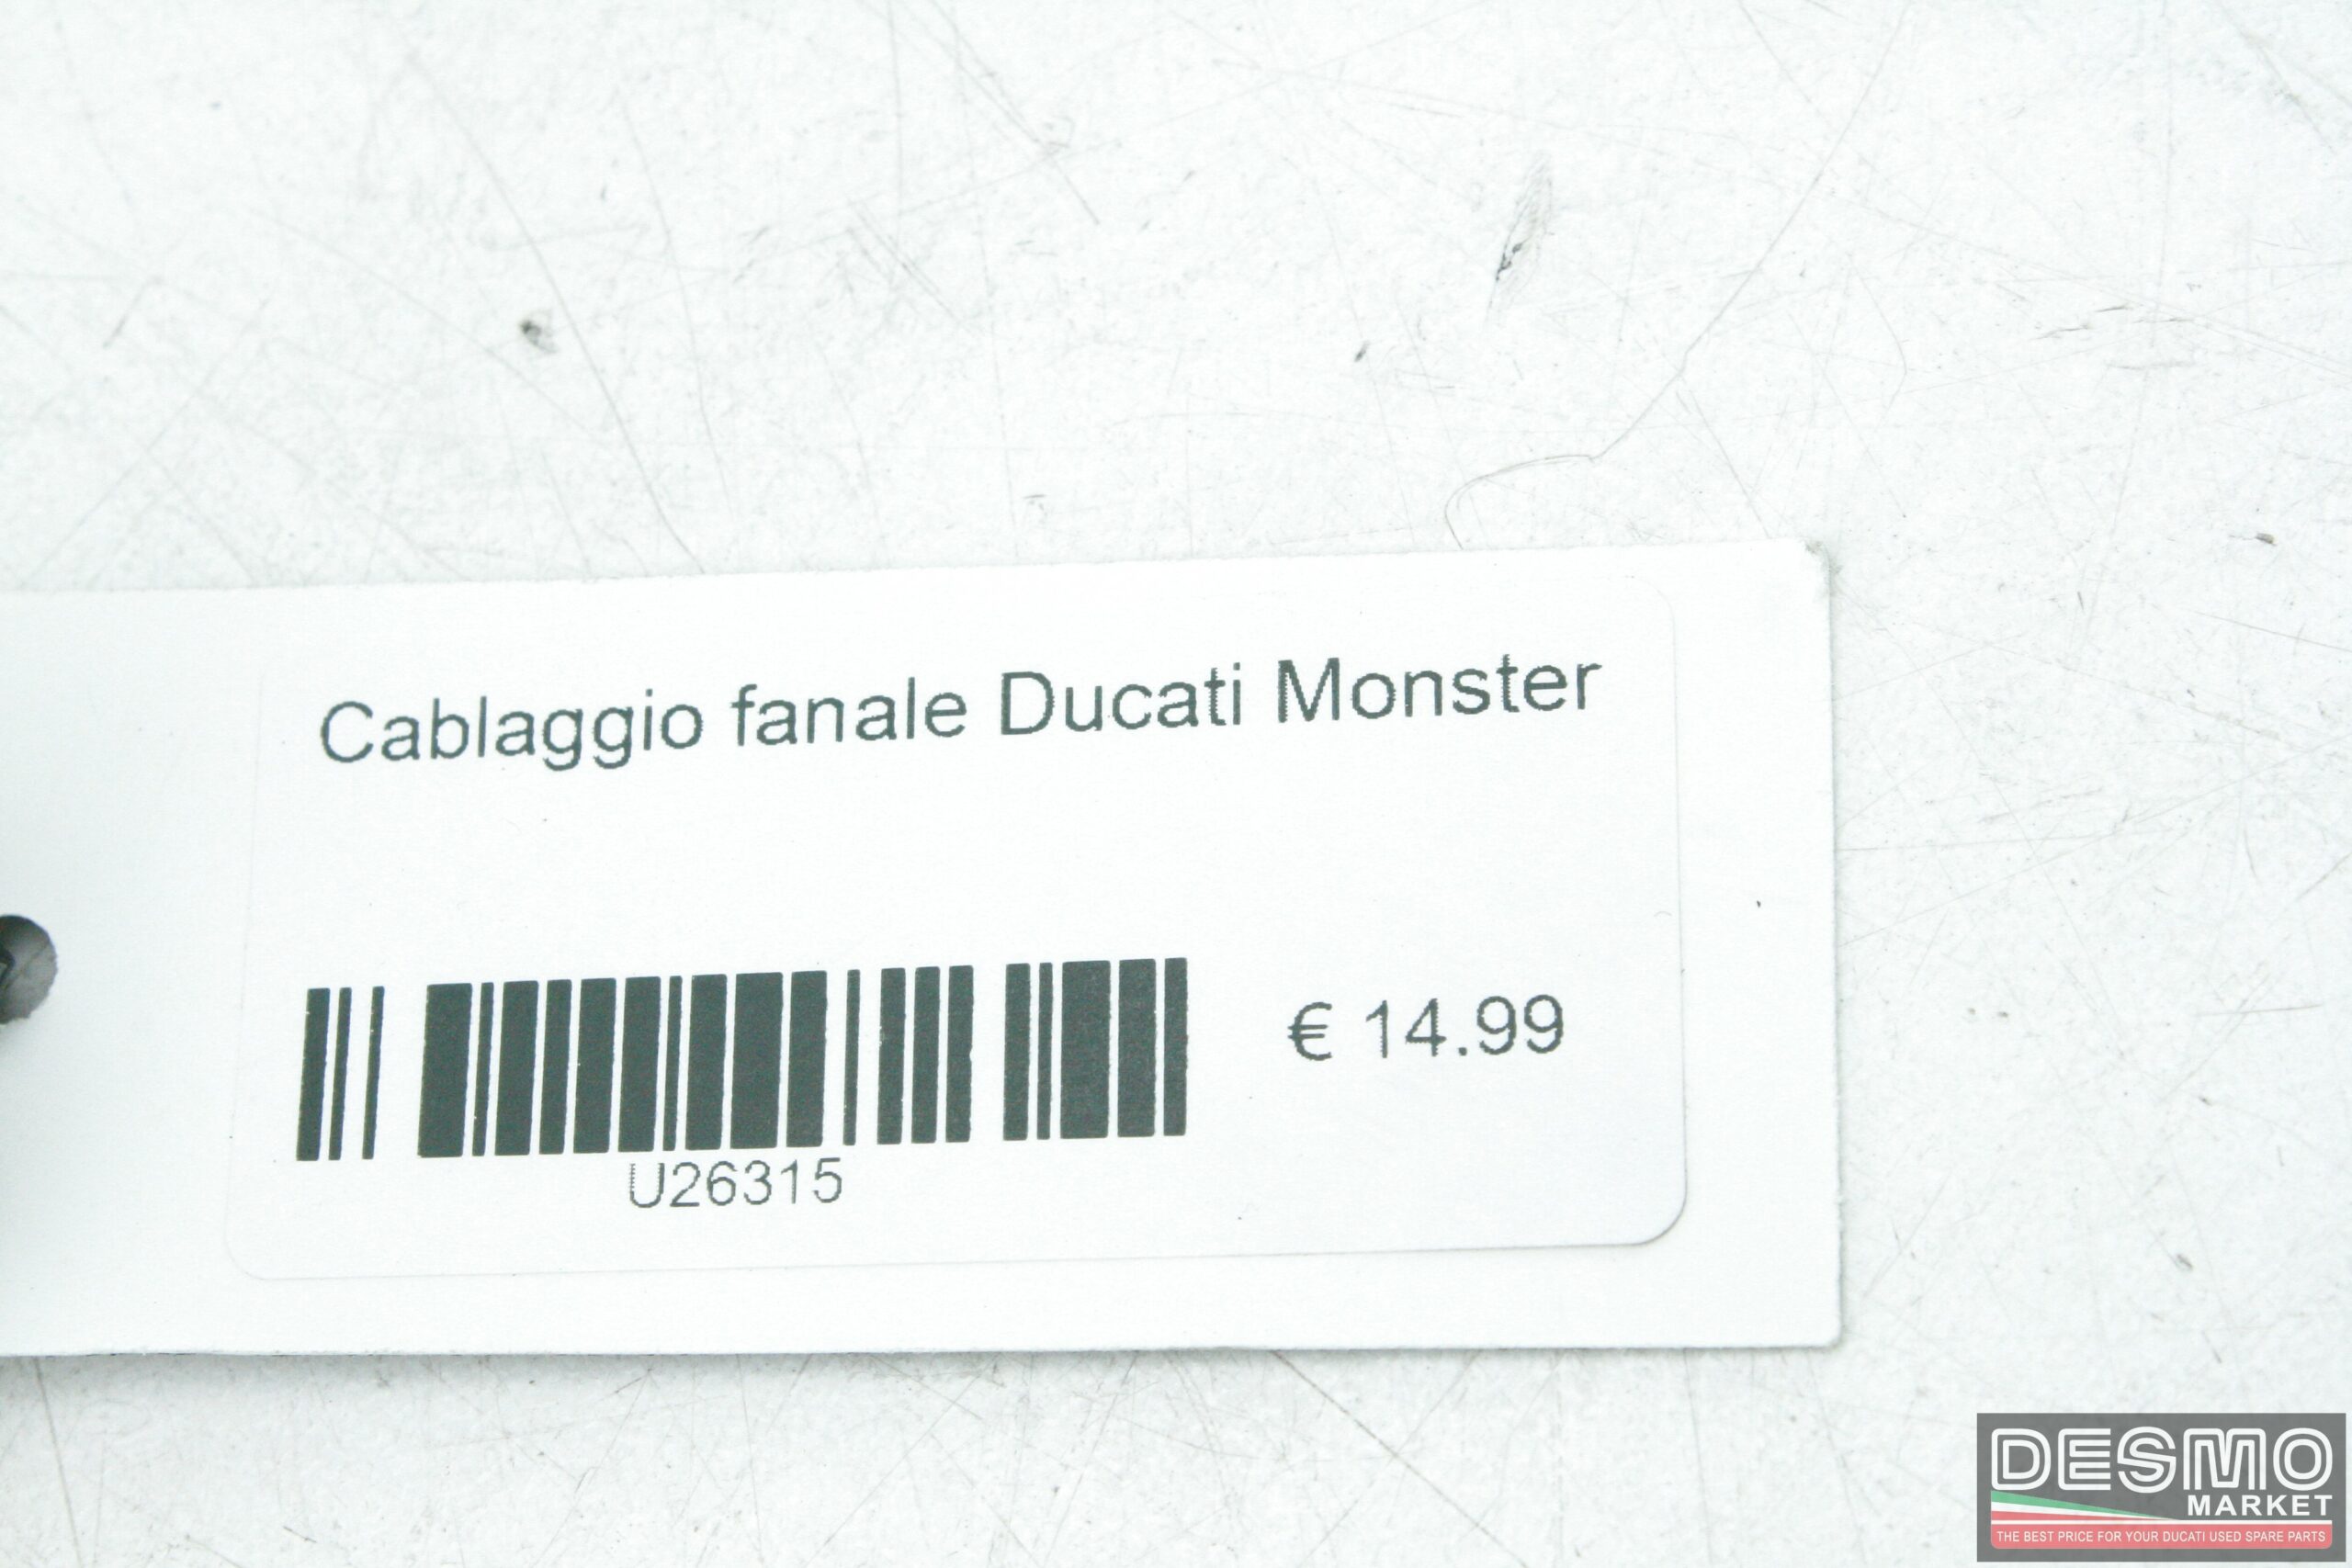 Cablaggio fanale Ducati Monster
€ 14.99
U26315
DESMO
MARKET
THE BEST PRICE FOR YOUR DUCATI USED SPARE PARTS